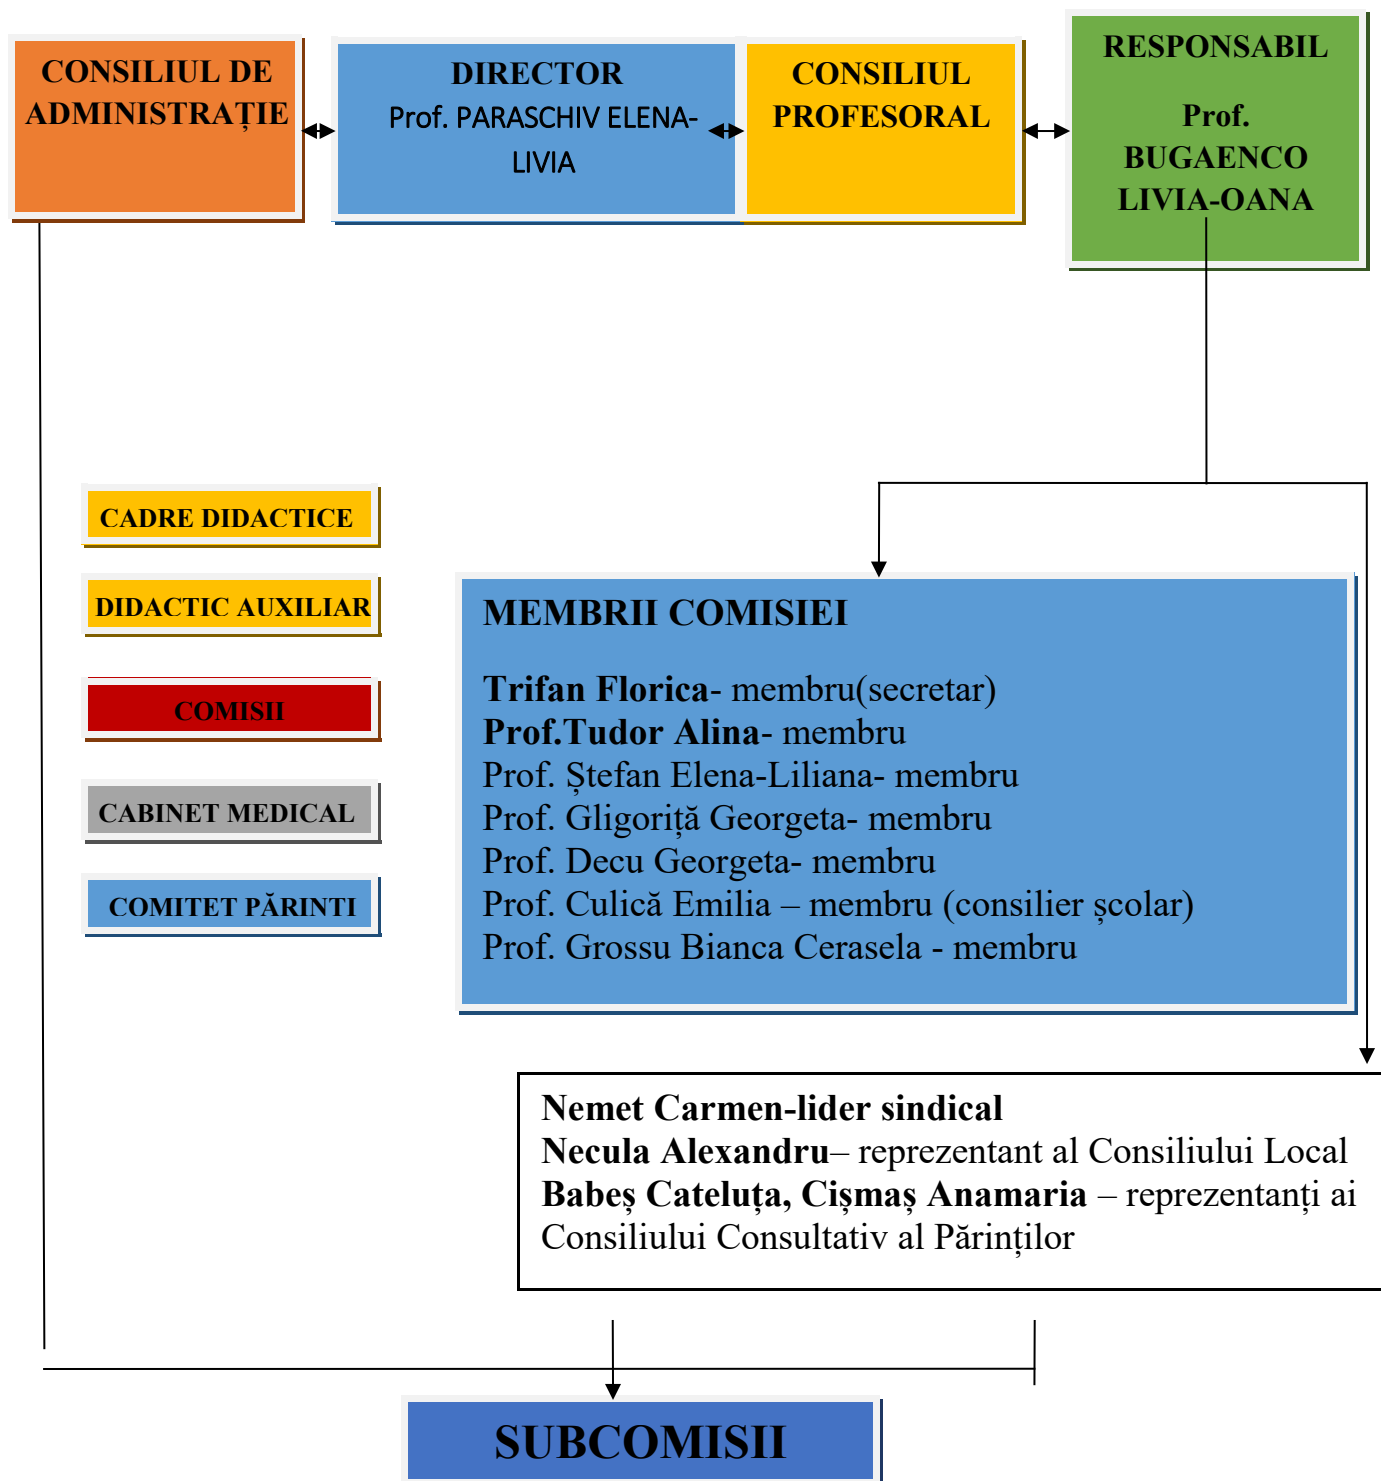 CONSILIUL DE
ADMINISTRAȚIE
DIRECTOR
Prof. PARASCHIV ELENA-
LIVIA
CONSILIUL
PROFESORAL
RESPONSABIL
Prof.
BUGAENCO
LIVIA-OANA
CADRE DIDACTICE
DIDACTIC AUXILIAR
COMISII
CABINET MEDICAL
COMITET PĂRINTI
MEMBRII COMISIEI
Trifan Florica- membru(secretar)
Prof.Tudor Alina- membru
Prof. Ștefan Elena-Liliana- membru
Prof. Gligoriță Georgeta- membru
Prof. Decu Georgeta- membru
Prof. Culică Emilia – membru (consilier școlar)
Prof. Grossu Bianca Cerasela - membru
Nemet Carmen-lider sindical
Necula Alexandru– reprezentant al Consiliului Local
Babeș Cateluța, Cișmaș Anamaria – reprezentanți ai
Consiliului Consultativ al Părinților
SUBCOMISII